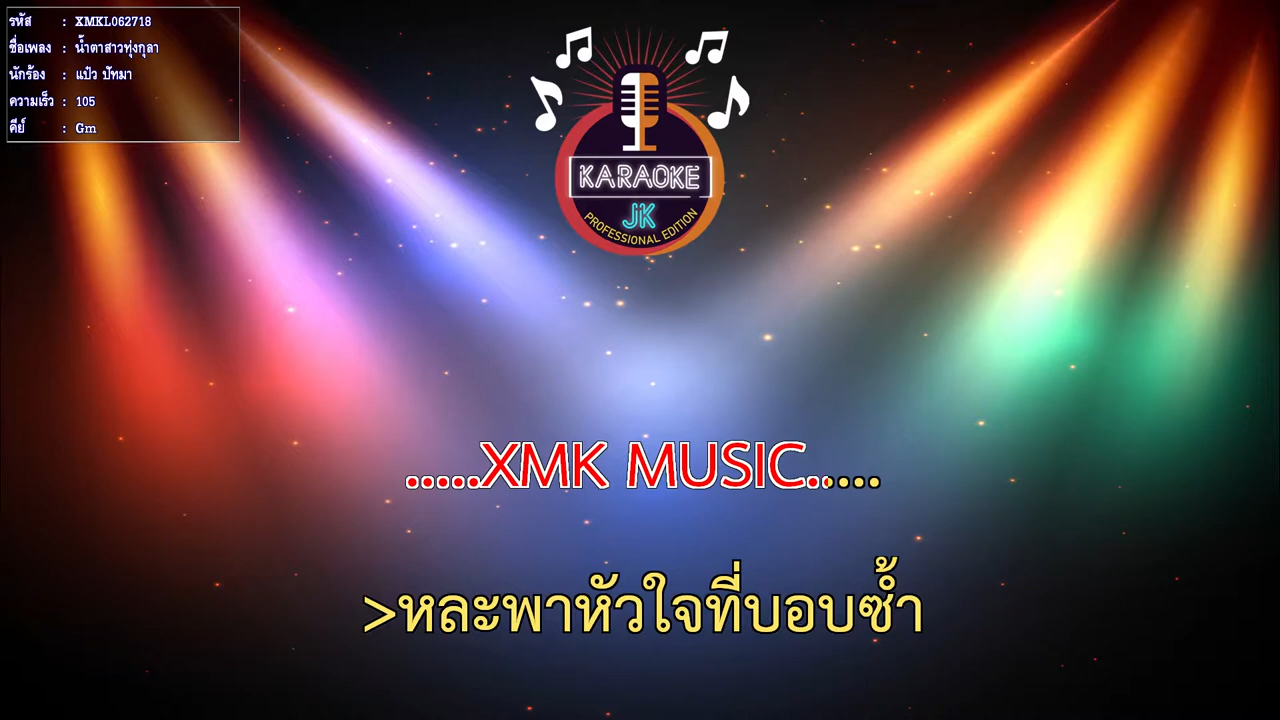 รหัส : XMKL062718
ชื่อเพลง : น้ำตาสาวทุ่งกุลา
นักร้อง : แป๋ว ปัทมา
ความเร็ว : 105
คีย์ : Gm
KARAOKE
JK
PROFESSIONAL EDITION
.....XMK MUSIC.....
>หละพาหัวใจที่บอบซ้ำ